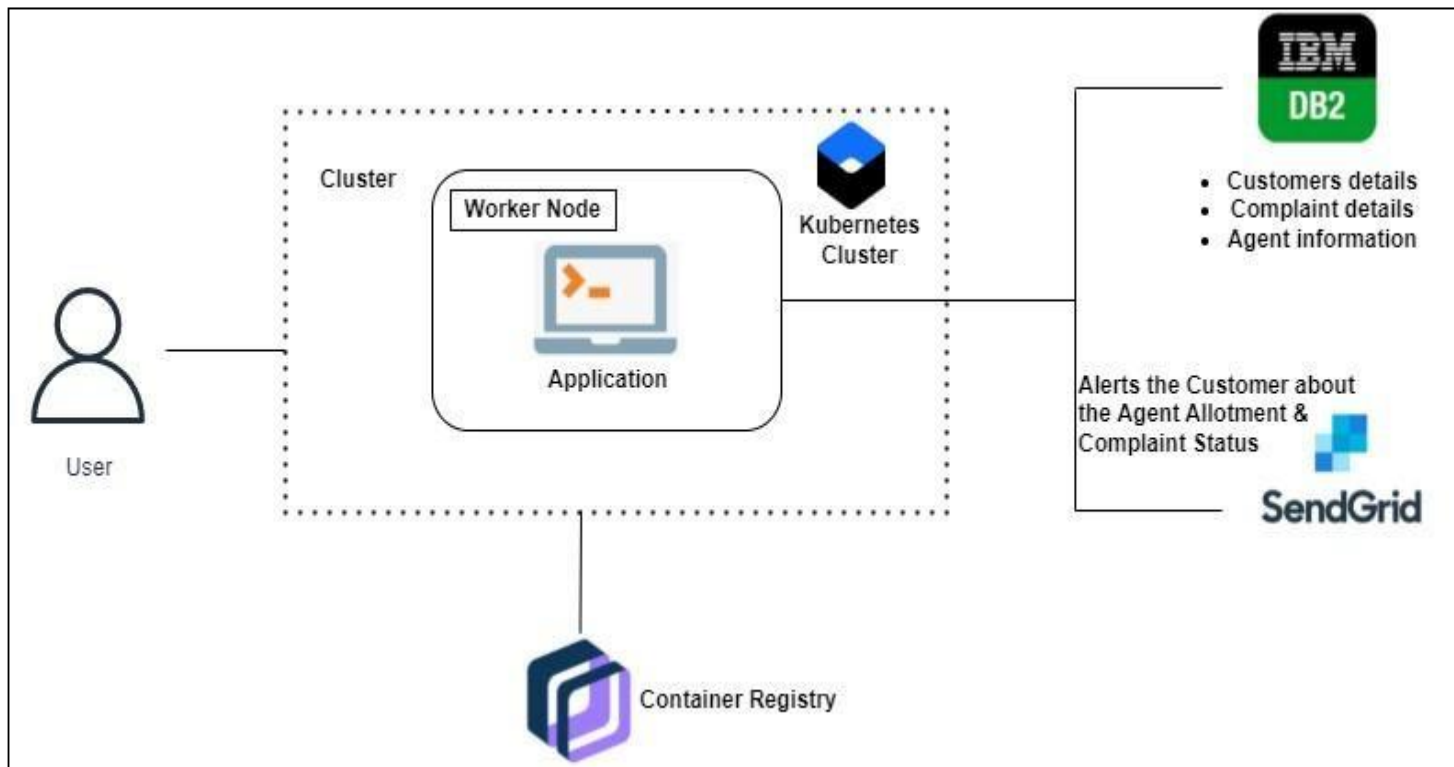 IBM
DB2
Customers details
Complaint details
Agent information
Cluster
Worker Node
Kubernetes
Cluster
Application
User
Alerts the Customer about
the Agent Allotment &
Complaint Status
SendGrid
Container Registry